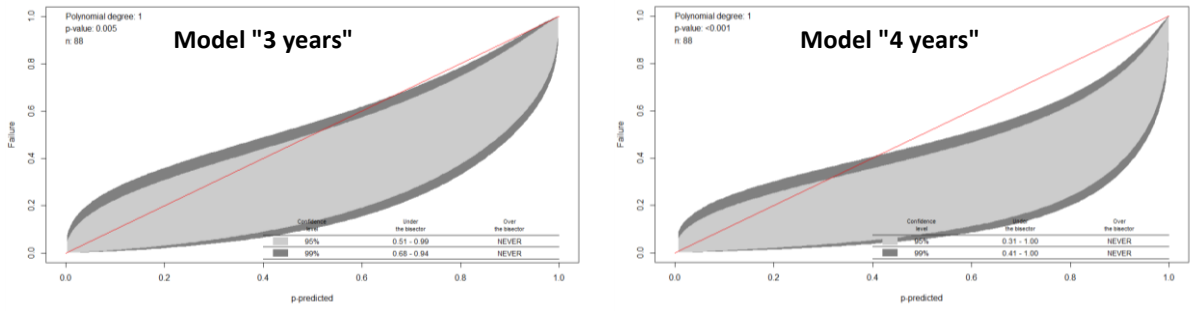 Polynomial degree: 1
p-value: 0.005
n: 88
Model "3 years"
Failure
0.0 0.2 0.4 0.6 0.8 1.0
Confidence level Under the bisector Over the bisector
95% 0.51 - 0.99 NEVER
99% 0.68 - 0.94 NEVER
0.0 0.2 0.4 0.6 0.8 1.0
p-predicted
Polynomial degree: 1
p-value: <0.001
n: 88
Model "4 years"
Failure
0.0 0.2 0.4 0.6 0.8 1.0
Confidence level Under the bisector Over the bisector
95% 0.31 - 1.00 NEVER
99% 0.41 - 1.00 NEVER
0.0 0.2 0.4 0.6 0.8 1.0
p-predicted